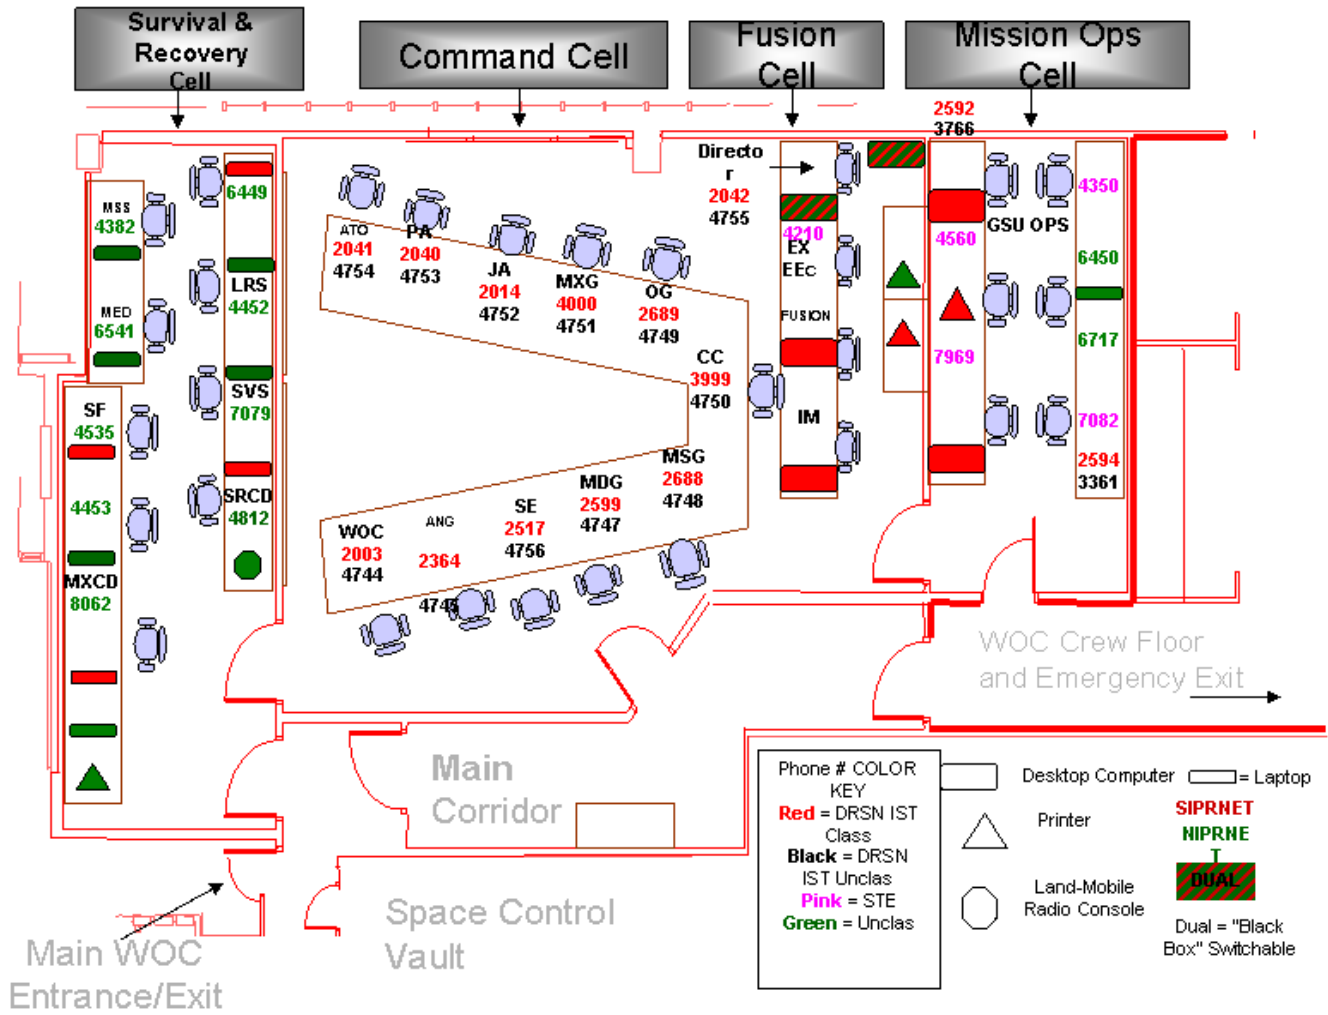 Survival &
Recovery
Cell
Command Cell
Fusion
Cell
Mission Ops
Cell
2592
3766
Directo
r
2042
4755
MSS
4382
MED
6541
6449
LRS
4452
SVS
7079
SRCD
4812
SF
4535
4453
MXCD
8062
ATO
2041
4754
PA
2040
4753
JA
2014
4752
MXG
4000
4751
OG
2689
4749
CC
3999
4750
MSG
2688
4748
MDG
2599
4747
SE
2517
4756
ANG
2364
4745
WOC
2003
4744
4210
EX
EEC
FUSION
IM
4560
7969
GSU OPS
4350
6450
6717
7082
2594
3361
WOC Crew Floor
and Emergency Exit
Main
Corridor
Space Control
Vault
Main WOC
Entrance/Exit
Phone # COLOR
KEY
Red = DRSN IST
Class
Black = DRSN
IST Unclas
Pink = STE
Green = Unclas
Desktop Computer
= Laptop
Printer
Land-Mobile
Radio Console
SIPRNET
NIPRNE
T
DUAL
Dual = "Black
Box" Switchable